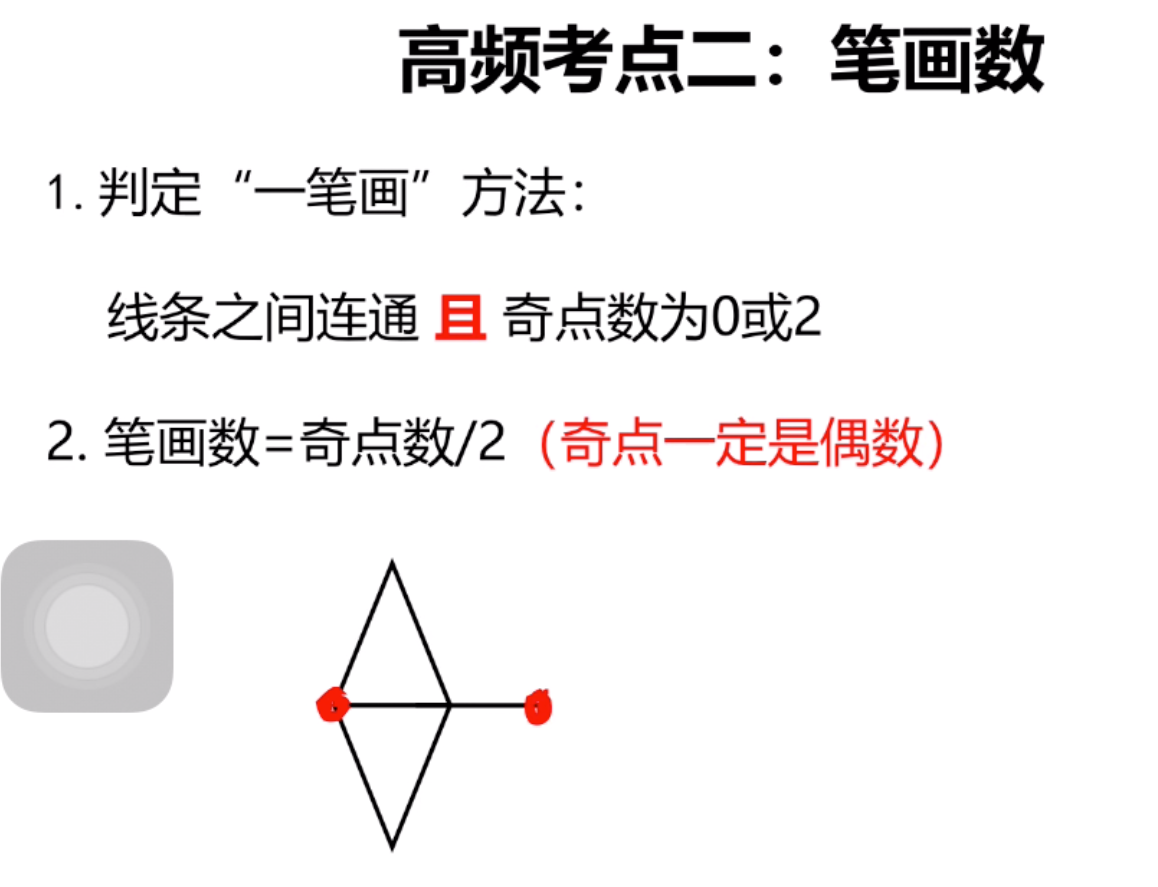 高频考点二：笔画数
1. 判定“一笔画”方法：
线条之间连通 且 奇点数为0或2
2. 笔画数=奇点数/2（奇点一定是偶数）